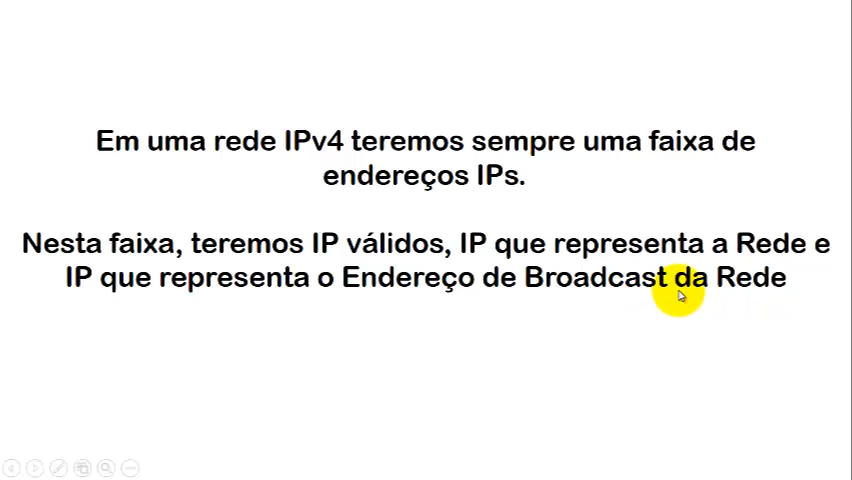 Em uma rede IPv4 teremos sempre uma faixa de
endereços IPs.
Nesta faixa, teremos IP válidos, IP que representa a Rede e
IP que representa o Endereço de Broadcast da Rede